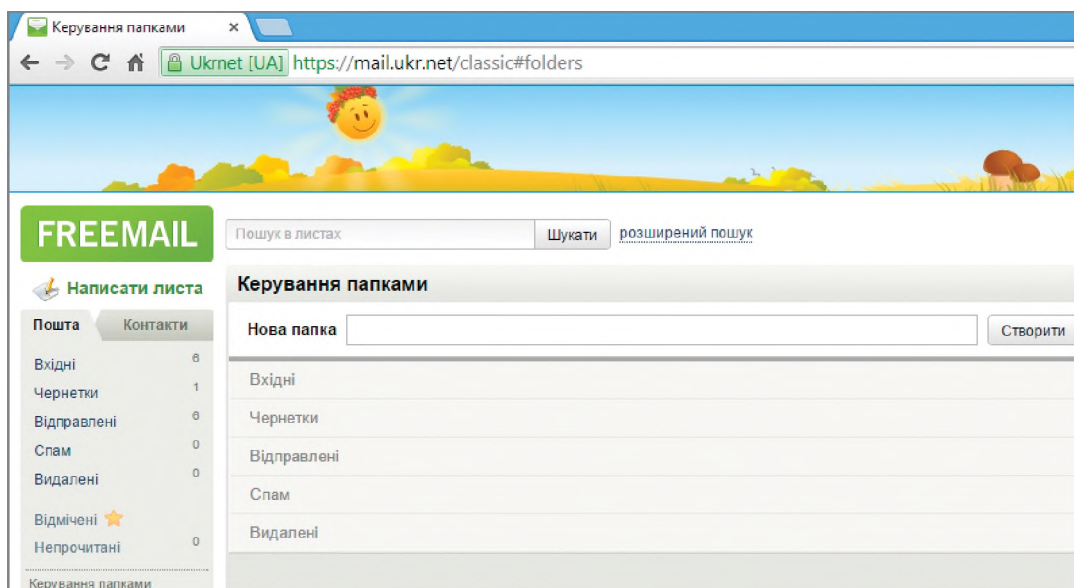 Керування папками
Ukrnet [UA] https://mail.ukr.net/classic#folders
FREEMAIL
Пошук в листах Шукати розширений пошук
Написати листа
Керування папками
Пошта Контакти
Нова папка Створити
Вхідні 6
Чернетки 1
Відправлені 6
Спам 0
Видалені 0
Відмічені
Непрочитані 0
Керування папками
Вхідні
Чернетки
Відправлені
Спам
Видалені